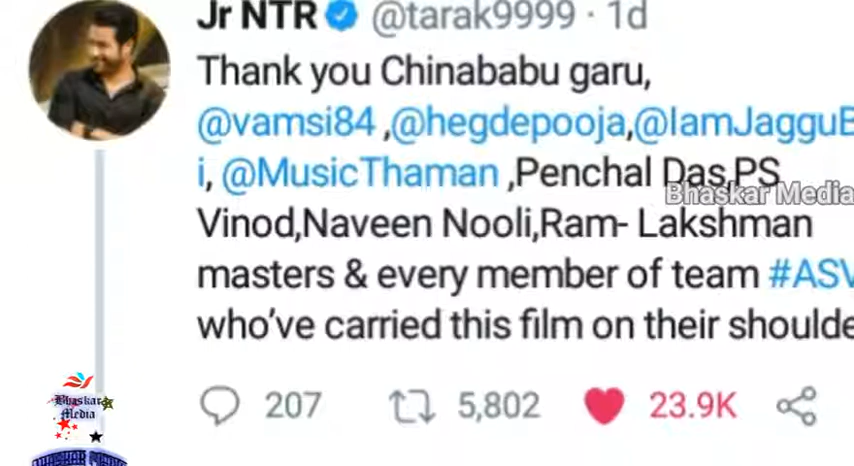 Jr NTR @tarak9999 · 1d
Thank you Chinababu garu,
@vamsi84 ,@hegdepooja,@IamJagguB
i, @MusicThaman ,Penchal Das,PS
Bhaskar Media
Vinod,Naveen Nooli,Ram- Lakshman
masters & every member of team #ASV
who've carried this film on their shoulde
207 5,802 23.9K
Bhaskar
Media